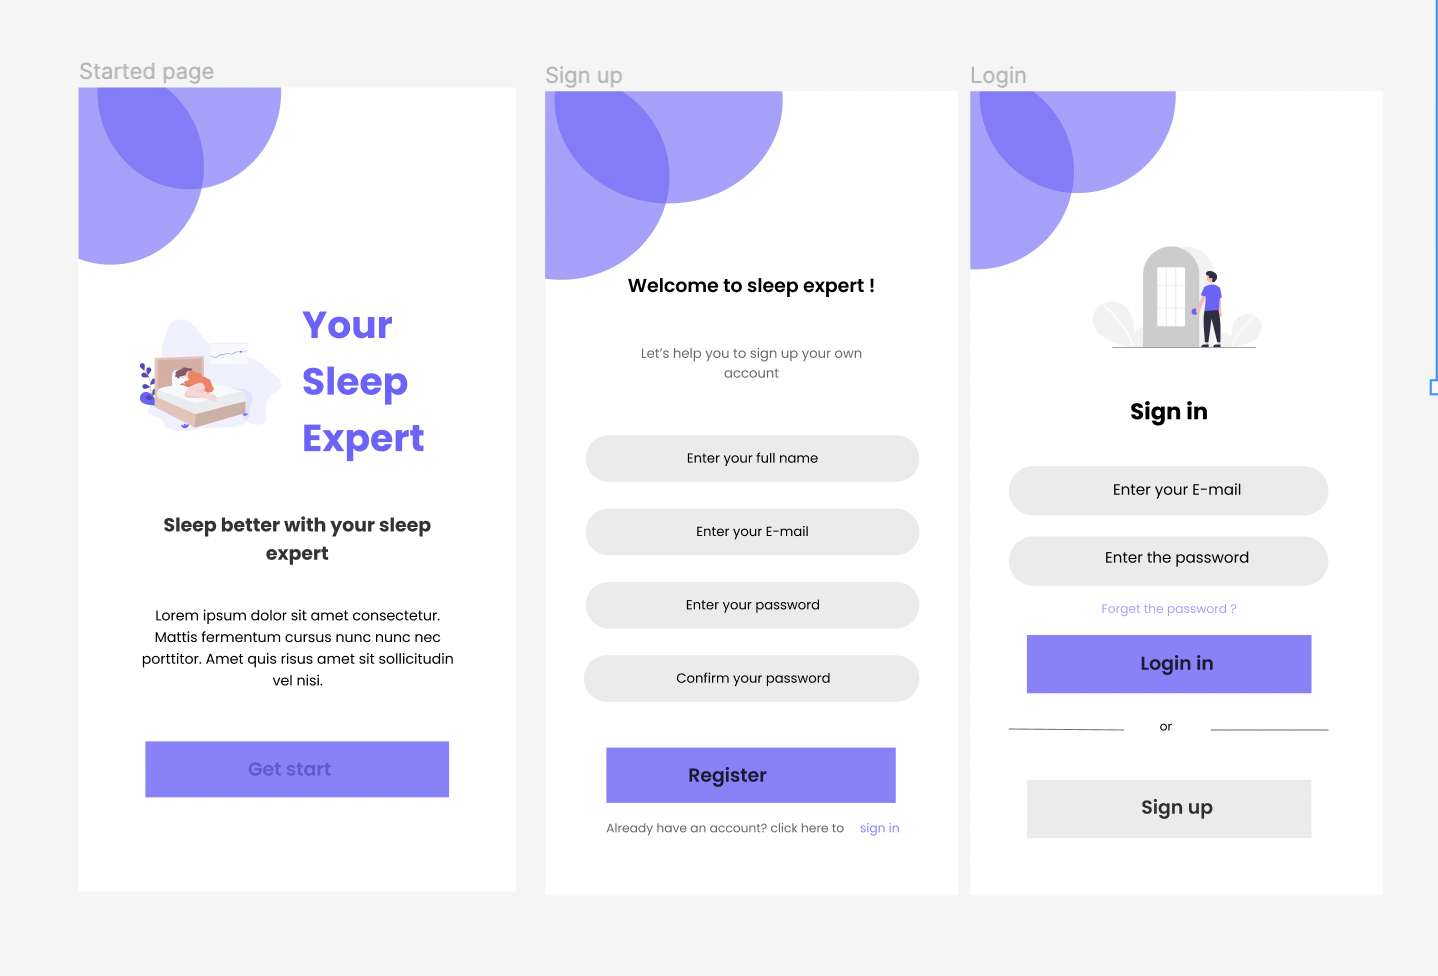 Started page
Your
Sleep
Expert
Sleep better with your sleep
expert
Lorem ipsum dolor sit amet consectetur.
Mattis fermentum cursus nunc nunc nec
porttitor. Amet quis risus amet sit sollicitudin
vel nisi.
Get start
Sign up
Welcome to sleep expert !
Let's help you to sign up your own
account
Enter your full name
Enter your E-mail
Enter your password
Confirm your password
Register
Already have an account? click here to sign in
Login
Sign in
Enter your E-mail
Enter the password
Forget the password ?
Login in
or
Sign up